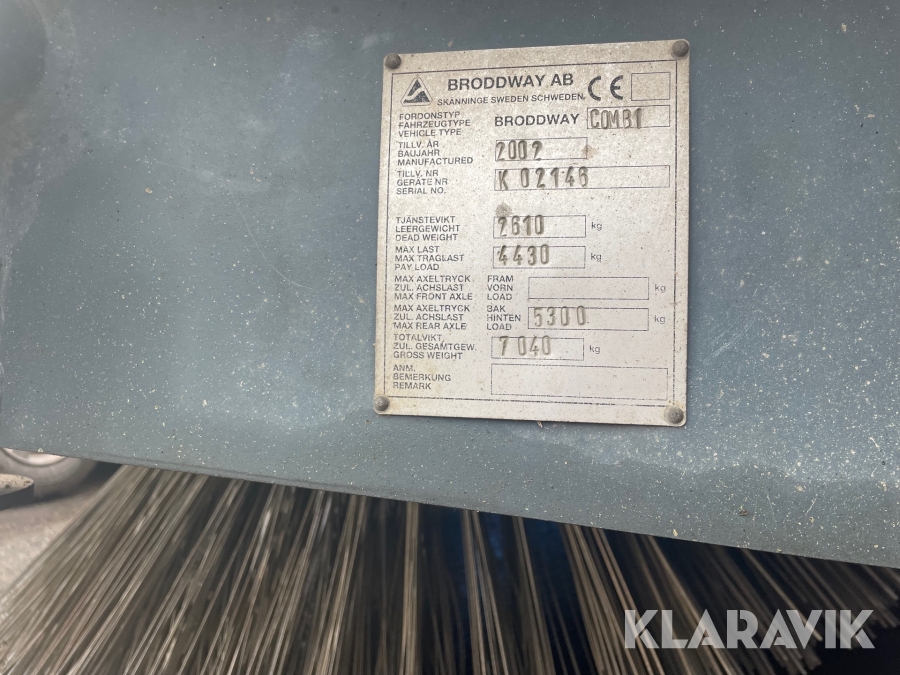 BRODDWAY AB
SKÄNNINGE SWEDEN SCHWEDEN
CE
FORDONSTYP
FAHRZEUGTYPE
VEHICLE TYPE
BRODDWAY COMB1
TILLV. ÅR
BAUJAHR
MANUFACTURED
2002
TILLV. NR
GERÄTE NR
SERIAL NO.
K 02146
TJÄNSTEVIKT
LEERGEWICHT
DEAD WEIGHT
2610 kg
MAX LAST
MAX TRAGLAST
PAY LOAD
4430 kg
MAX AXELTRYCK FRAM
ZUL. ACHSLAST VORN
MAX FRONT AXLE LOAD
kg
MAX AXELTRYCK BAK
ZUL. ACHSLAST HINTEN
MAX REAR AXLE LOAD
5300 kg
TOTALVIKT
ZUL. GESAMTGEW.
GROSS WEIGHT
7040 kg
ANM.
BEMERKUNG
REMARK
KLARAVIK